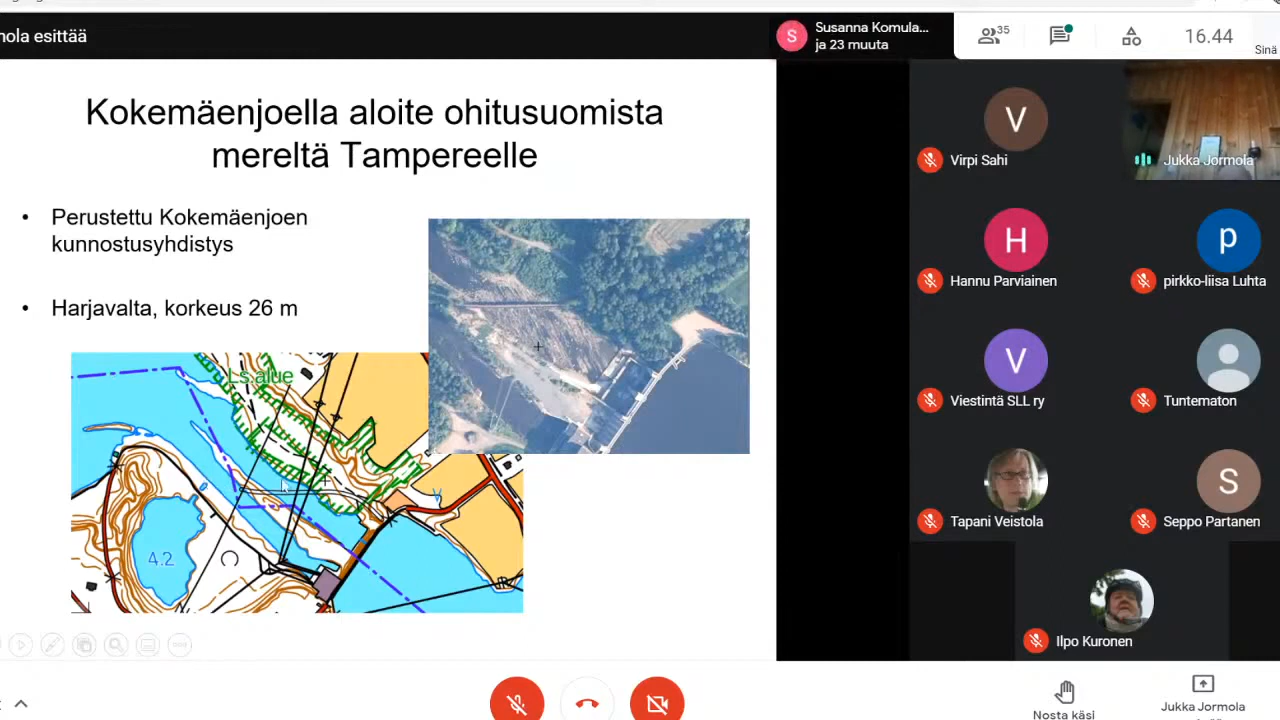 nola esittää
S
Susanna Komula...
ja 23 muuta
35
16.44
Sinä
Kokemäenjoella aloite ohitusuomista
mereltä Tampereelle
• Perustettu Kokemäenjoen
kunnostusyhdistys
• Harjavalta, korkeus 26 m
Ls.alue
4.2
V
Virpi Sahi
Jukka Jormola
H
Hannu Parviainen
p
pirkko-liisa Luhta
V
Viestintä SLL ry
Tuntematon
Tapani Veistola
S
Seppo Partanen
Ilpo Kuronen
Nosta käsi
Jukka Jormola